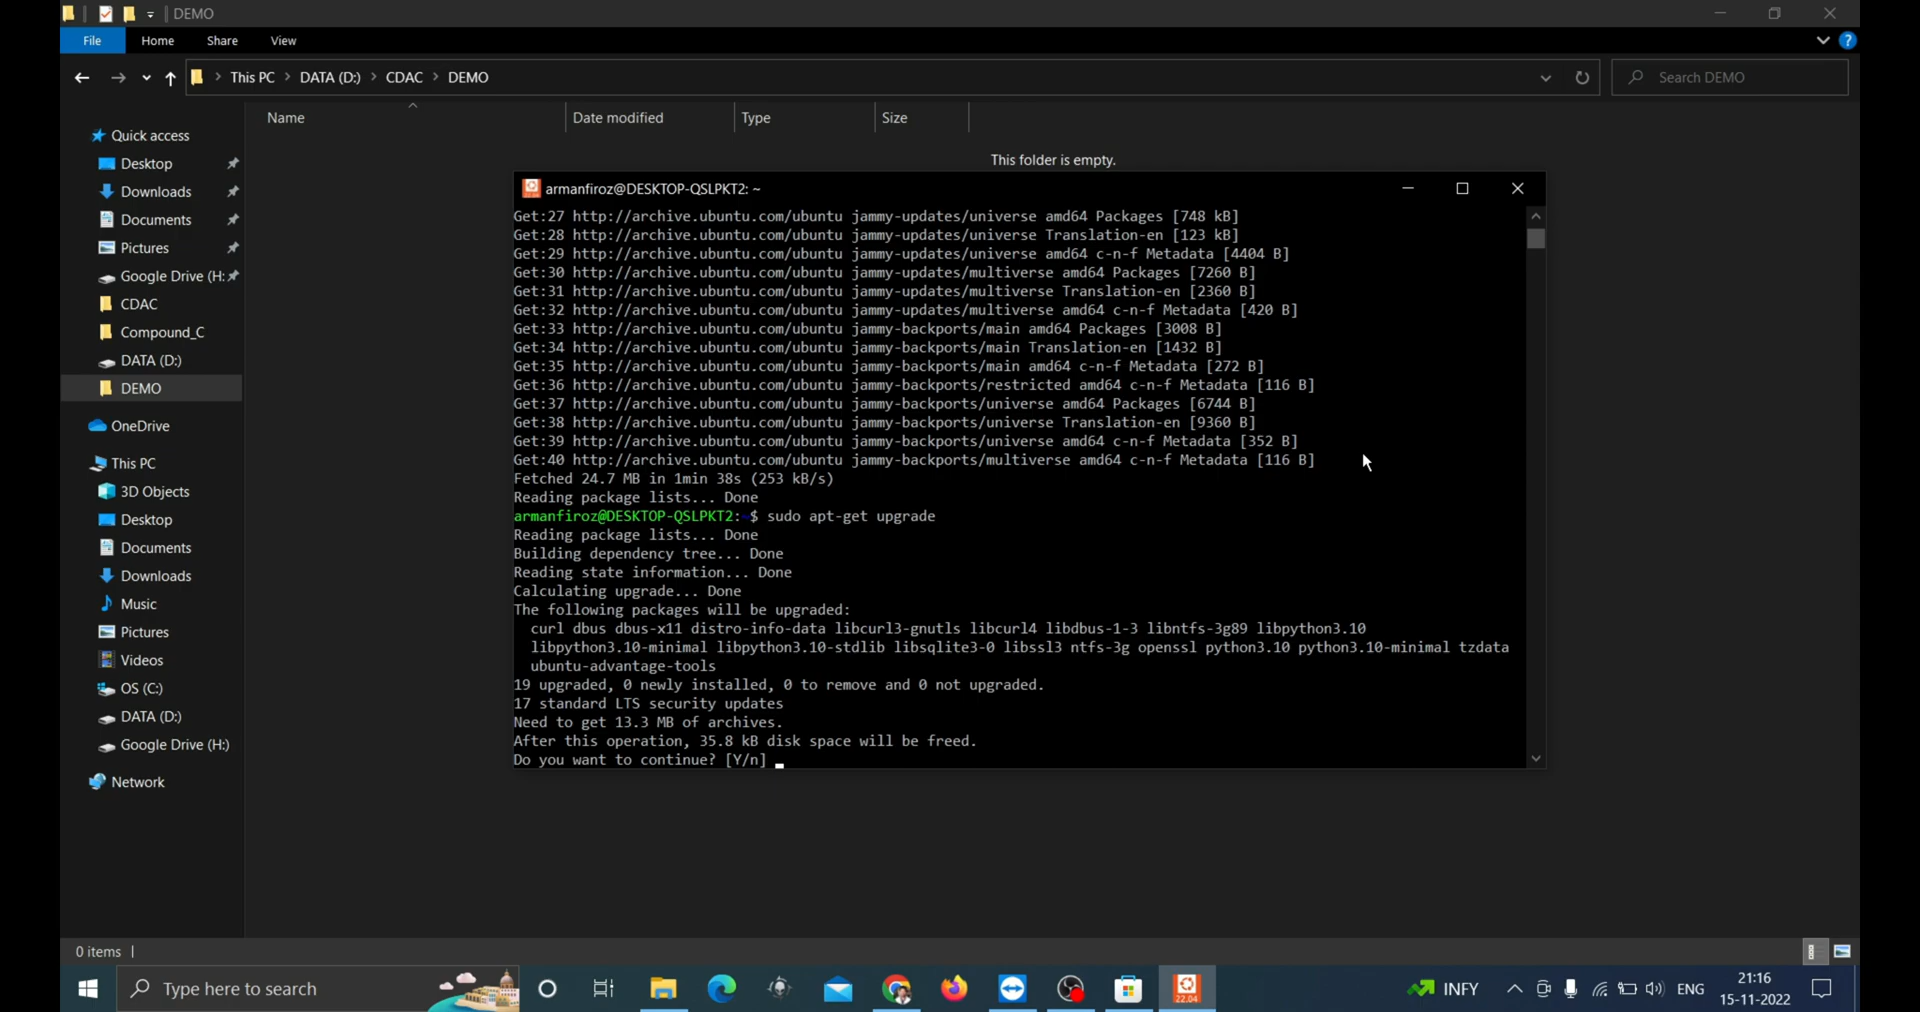 DEMO
File Home Share View
This PC DATA (D:) CDAC DEMO
Search DEMO
Name Date modified Type Size
This folder is empty.
Quick access
Desktop
Downloads
Documents
Pictures
Google Drive (H:
CDAC
Compound_C
DATA (D:)
DEMO
OneDrive
This PC
3D Objects
Desktop
Documents
Downloads
Music
Pictures
Videos
OS (C:)
DATA (D:)
Google Drive (H:)
Network
armanfiroz@DESKTOP-QSLPKT2: ~
Get:27 http://archive.ubuntu.com/ubuntu jammy-updates/universe amd64 Packages [748 kB]
Get:28 http://archive.ubuntu.com/ubuntu jammy-updates/universe Translation-en [123 kB]
Get:29 http://archive.ubuntu.com/ubuntu jammy-updates/universe amd64 c-n-f Metadata [4404 B]
Get:30 http://archive.ubuntu.com/ubuntu jammy-updates/multiverse amd64 Packages [7260 B]
Get:31 http://archive.ubuntu.com/ubuntu jammy-updates/multiverse Translation-en [2360 B]
Get:32 http://archive.ubuntu.com/ubuntu jammy-updates/multiverse amd64 c-n-f Metadata [420 B]
Get:33 http://archive.ubuntu.com/ubuntu jammy-backports/main amd64 Packages [3008 B]
Get:34 http://archive.ubuntu.com/ubuntu jammy-backports/main Translation-en [1432 B]
Get:35 http://archive.ubuntu.com/ubuntu jammy-backports/main amd64 c-n-f Metadata [272 B]
Get:36 http://archive.ubuntu.com/ubuntu jammy-backports/restricted amd64 c-n-f Metadata [116 B]
Get:37 http://archive.ubuntu.com/ubuntu jammy-backports/universe amd64 Packages [6744 B]
Get:38 http://archive.ubuntu.com/ubuntu jammy-backports/universe Translation-en [9360 B]
Get:39 http://archive.ubuntu.com/ubuntu jammy-backports/universe amd64 c-n-f Metadata [352 B]
Get:40 http://archive.ubuntu.com/ubuntu jammy-backports/multiverse amd64 c-n-f Metadata [116 B]
Fetched 24.7 MB in 1min 38s (253 kB/s)
Reading package lists... Done
armanfiroz@DESKTOP-QSLPKT2:~$ sudo apt-get upgrade
Reading package lists... Done
Building dependency tree... Done
Reading state information... Done
Calculating upgrade... Done
The following packages will be upgraded:
curl dbus dbus-x11 distro-info-data libcurl3-gnutls libcurl4 libdbus-1-3 libntfs-3g89 libpython3.10
libpython3.10-minimal libpython3.10-stdlib libsqlite3-0 libssl3 ntfs-3g openssl python3.10 python3.10-minimal tzdata
ubuntu-advantage-tools
19 upgraded, 0 newly installed, 0 to remove and 0 not upgraded.
17 standard LTS security updates
Need to get 13.3 MB of archives.
After this operation, 35.8 kB disk space will be freed.
Do you want to continue? [Y/n]
0 items
Type here to search
22.04
INFY
ENG
21:16
15-11-2022